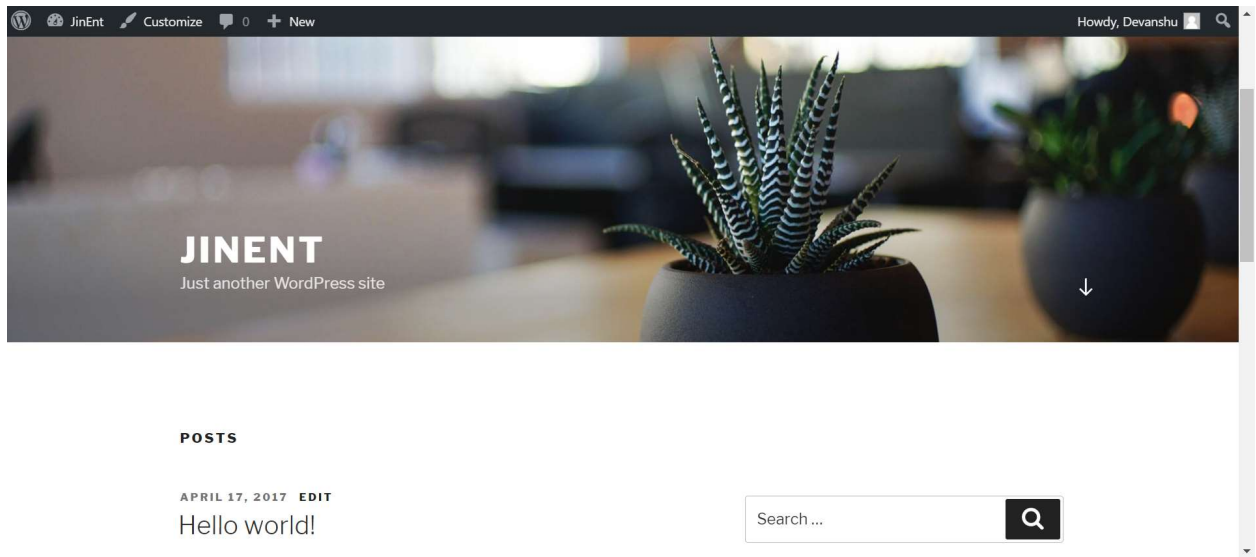 JinEnt Customize 0 New Howdy, Devanshu
JINENT
Just another WordPress site
POSTS
APRIL 17, 2017 EDIT
Hello world!
Search ...